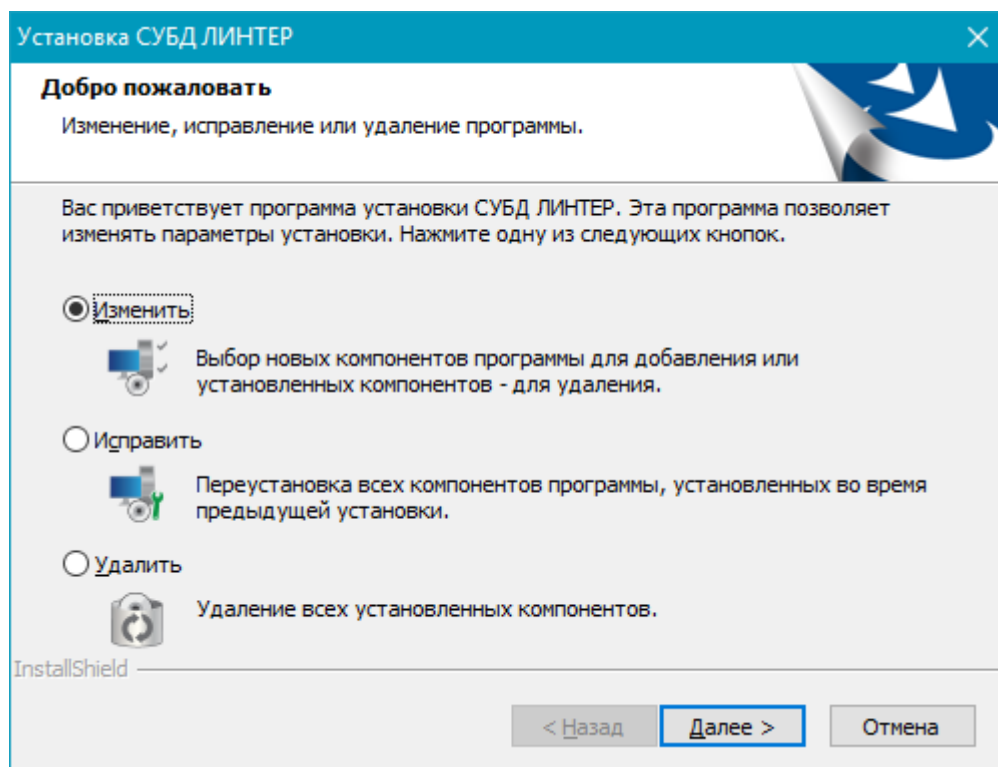 Установка СУБД ЛИНТЕР
Добро пожаловать
Изменение, исправление или удаление программы.
Вас приветствует программа установки СУБД ЛИНТЕР. Эта программа позволяет
изменять параметры установки. Нажмите одну из следующих кнопок.
Изменить
Выбор новых компонентов программы для добавления или
установленных компонентов - для удаления.
Исправить
Переустановка всех компонентов программы, установленных во время
предыдущей установки.
Удалить
Удаление всех установленных компонентов.
InstallShield
< Назад Далее > Отмена